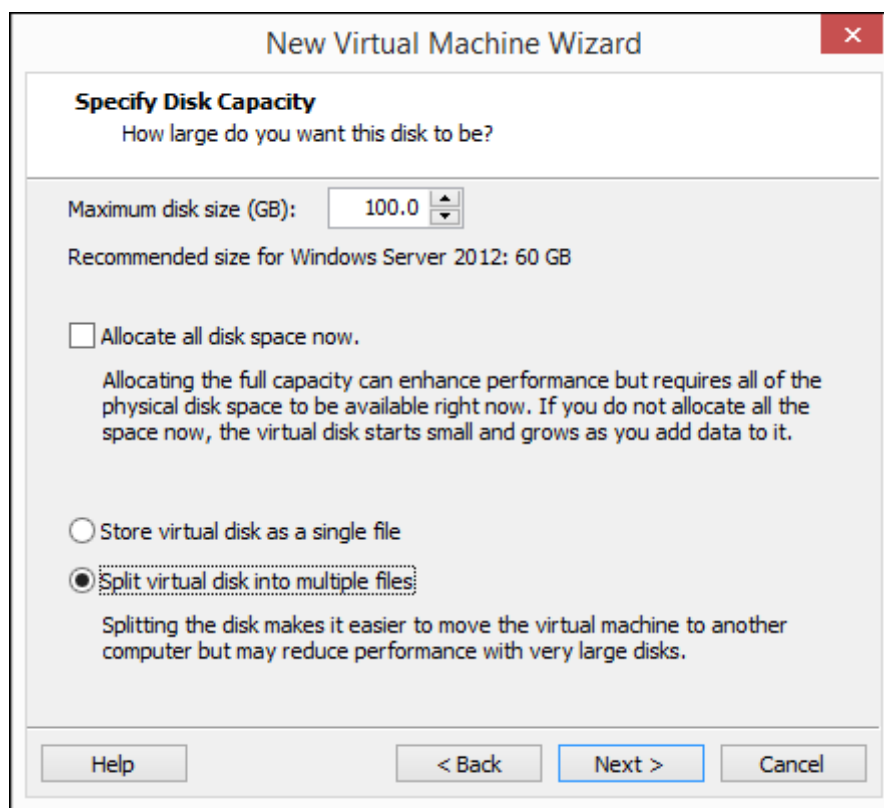 New Virtual Machine Wizard
Specify Disk Capacity
How large do you want this disk to be?
Maximum disk size (GB): 100.0
Recommended size for Windows Server 2012: 60 GB
Allocate all disk space now.
Allocating the full capacity can enhance performance but requires all of the
physical disk space to be available right now. If you do not allocate all the
space now, the virtual disk starts small and grows as you add data to it.
Store virtual disk as a single file
Split virtual disk into multiple files
Splitting the disk makes it easier to move the virtual machine to another
computer but may reduce performance with very large disks.
Help < Back Next > Cancel